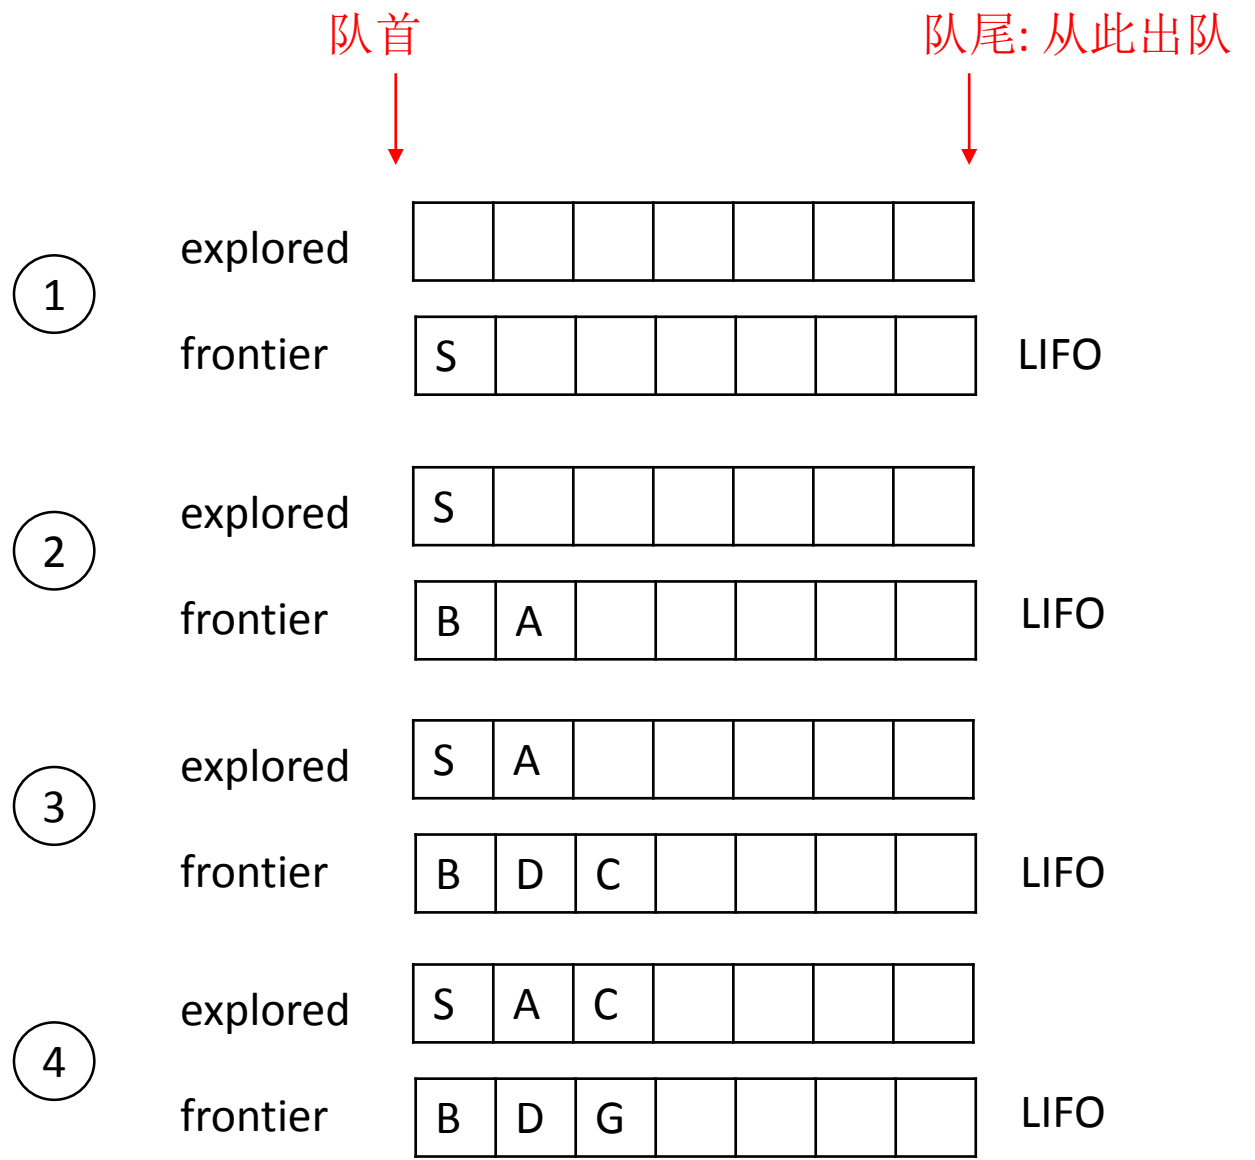 队首 队尾: 从此出队
1
explored
frontier S LIFO
2
explored S
frontier B A LIFO
3
explored S A
frontier B D C LIFO
4
explored S A C
frontier B D G LIFO